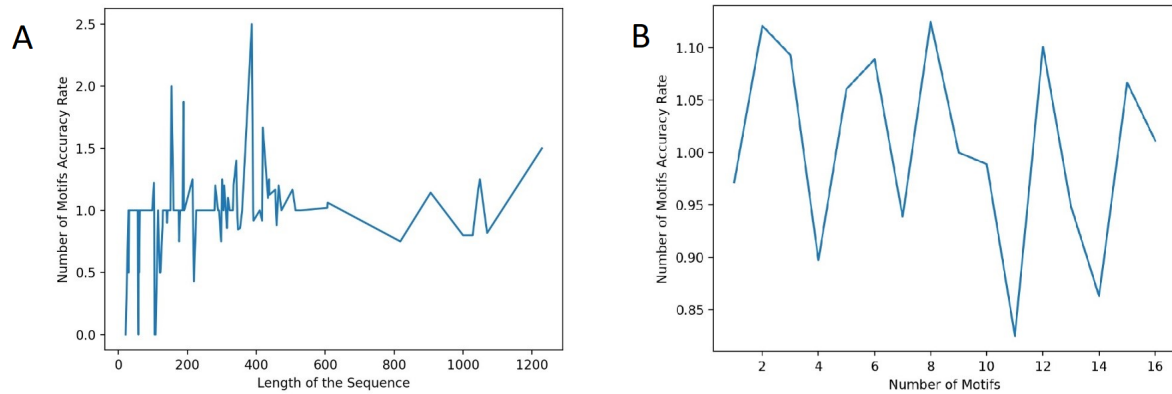 A
Number of Motifs Accuracy Rate
2.5
2.0
1.5
1.0
0.5
0.0
0 200 400 600 800 1000 1200
Length of the Sequence
B
Number of Motifs Accuracy Rate
1.10
1.05
1.00
0.95
0.90
0.85
2 4 6 8 10 12 14 16
Number of Motifs